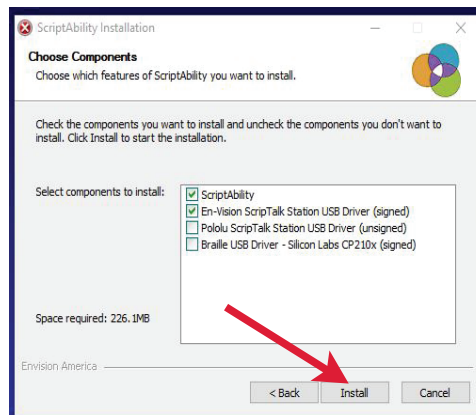 ScriptAbility Installation
Choose Components
Choose which features of ScriptAbility you want to install.
Check the components you want to install and uncheck the components you don't want to
install. Click Install to start the installation.
Select components to install:
ScriptAbility
En-Vision ScripTalk Station USB Driver (signed)
Pololu ScripTalk Station USB Driver (unsigned)
Braille USB Driver - Silicon Labs CP210x (signed)
Space required: 226.1MB
Envision America
< Back
Install
Cancel